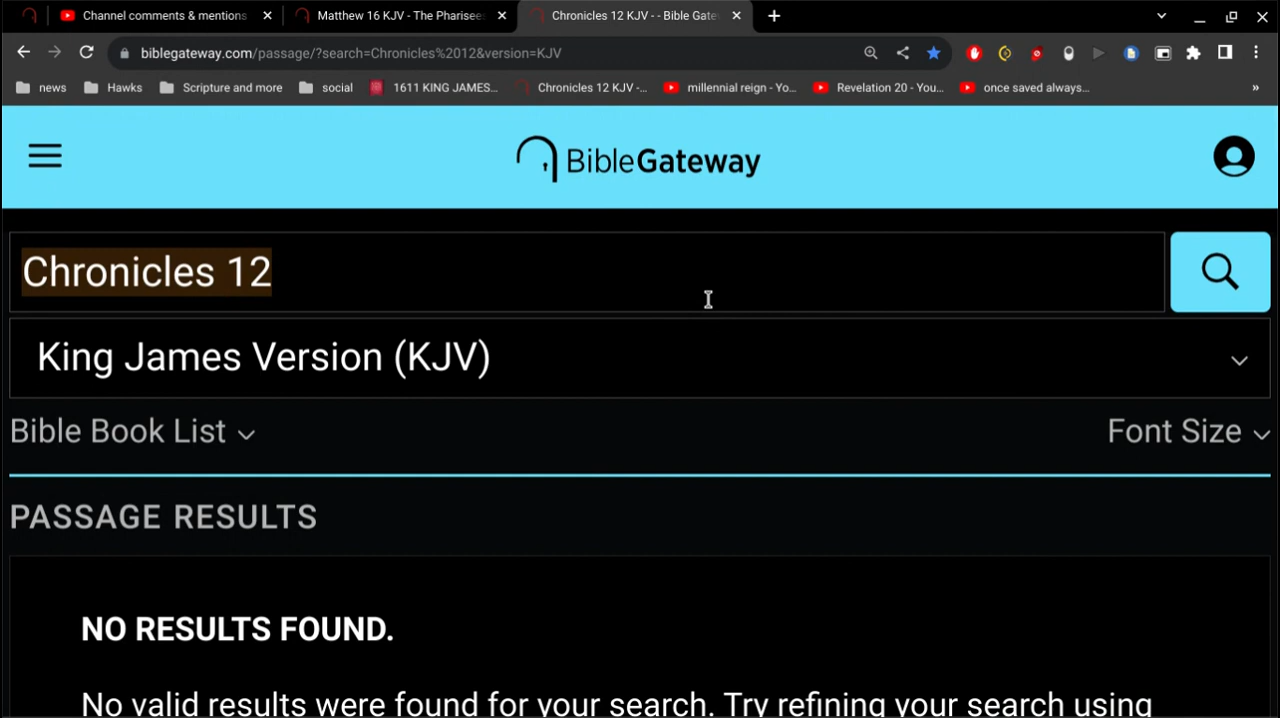 Channel comments & mentions
Matthew 16 KJV - The Pharisee
Chronicles 12 KJV - - Bible Gate
biblegateway.com/passage/?search=Chronicles%2012&version=KJV
news Hawks Scripture and more social 1611 KING JAMES... Chronicles 12 KJV -... millennial reign - Yo... Revelation 20 - You... once saved always... »
BibleGateway
Chronicles 12
King James Version (KJV)
Bible Book List Font Size
PASSAGE RESULTS
NO RESULTS FOUND.
No valid results were found for your search. Try refining your search using